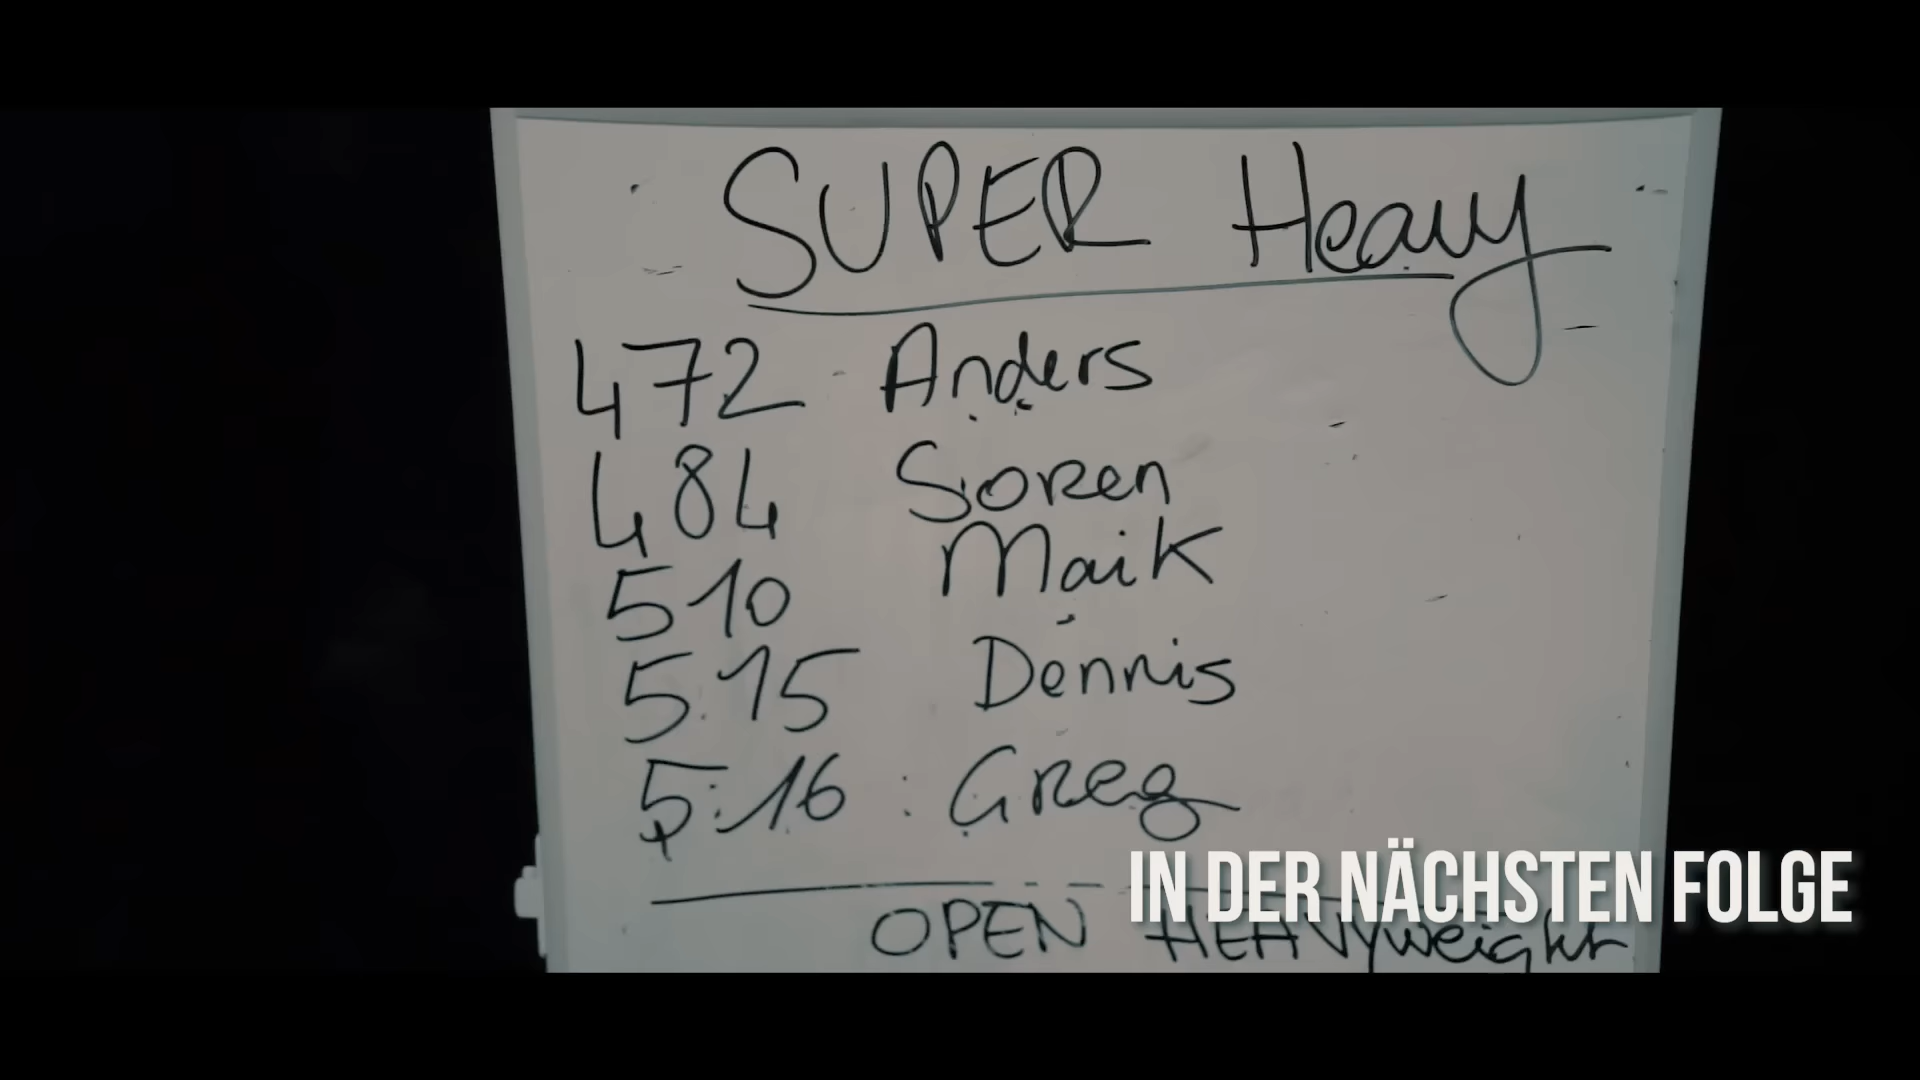 SUPER Heavy
472 Anders
484 Soren
510 Maik
5.15 Dennis
5:16 : Greg
OPEN HEAVYweight
IN DER NÄCHSTEN FOLGE